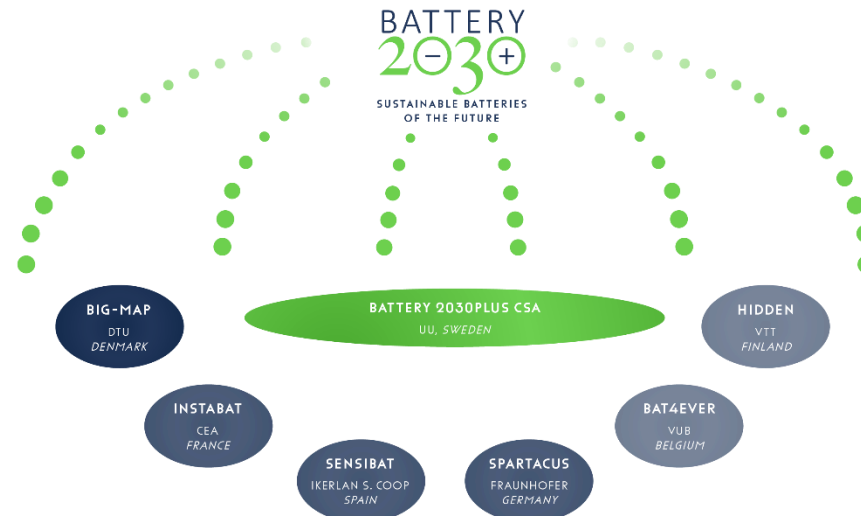 BATTERY
2030
SUSTAINABLE BATTERIES
OF THE FUTURE
BIG-MAP
DTU
DENMARK
BATTERY 2030PLUS CSA
UU, SWEDEN
HIDDEN
VTT
FINLAND
INSTABAT
CEA
FRANCE
BAT4EVER
VUB
BELGIUM
SENSIBAT
IKERLAN S. COOP
SPAIN
SPARTACUS
FRAUNHOFER
GERMANY